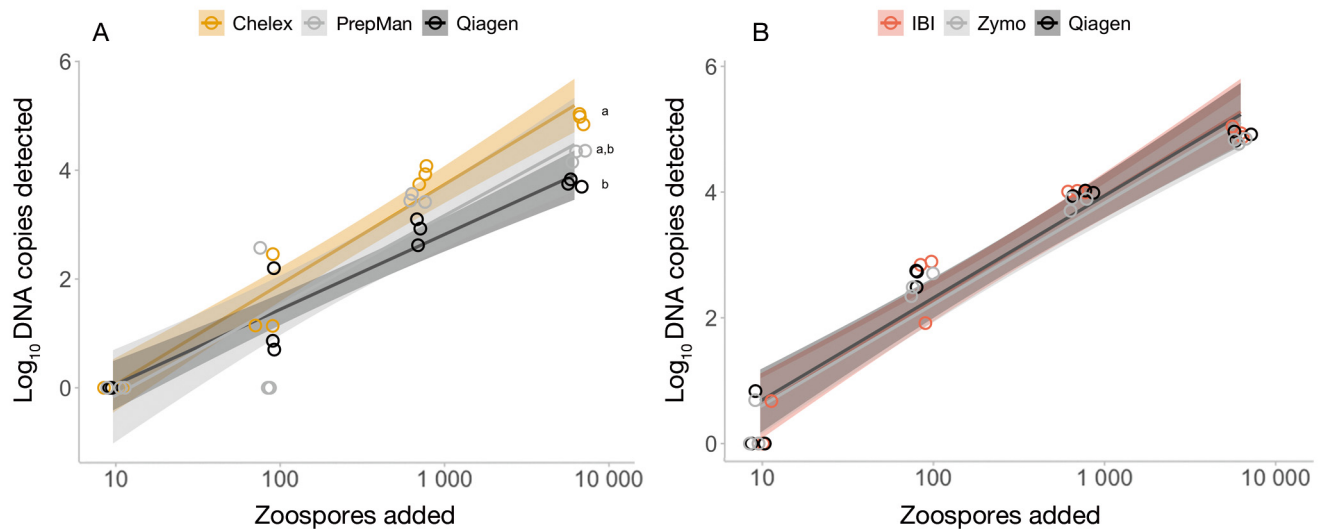 A
Chelex PrepMan Qiagen
Log10 DNA copies detected
6
4
2
0
a
a,b
b
10 100 1 000 10 000
Zoospores added
B
IBI Zymo Qiagen
Log10 DNA copies detected
6
4
2
0
10 100 1 000 10 000
Zoospores added